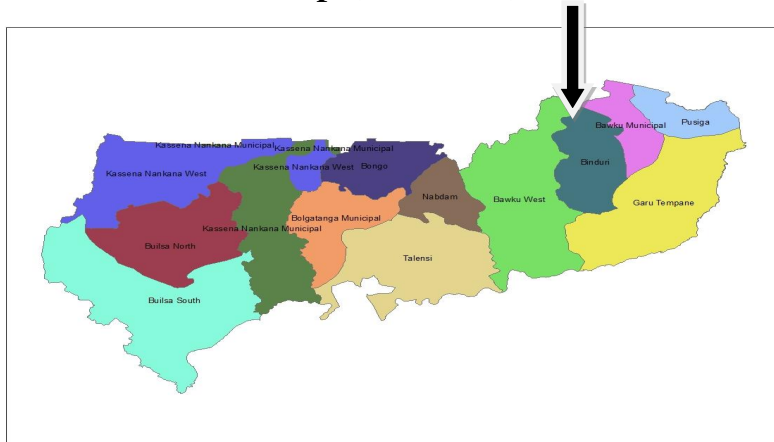 Kassena Nankana Municipal
Kassena Nankana Municipal
Kassena Nankana West
Kassena Nankana West
Bongo
Bawku Municipal
Pusiga
Binduri
Nabdam
Bawku West
Garu Tempane
Bolgatanga Municipal
Kassena Nankana Municipal
Builsa North
Talensi
Builsa South